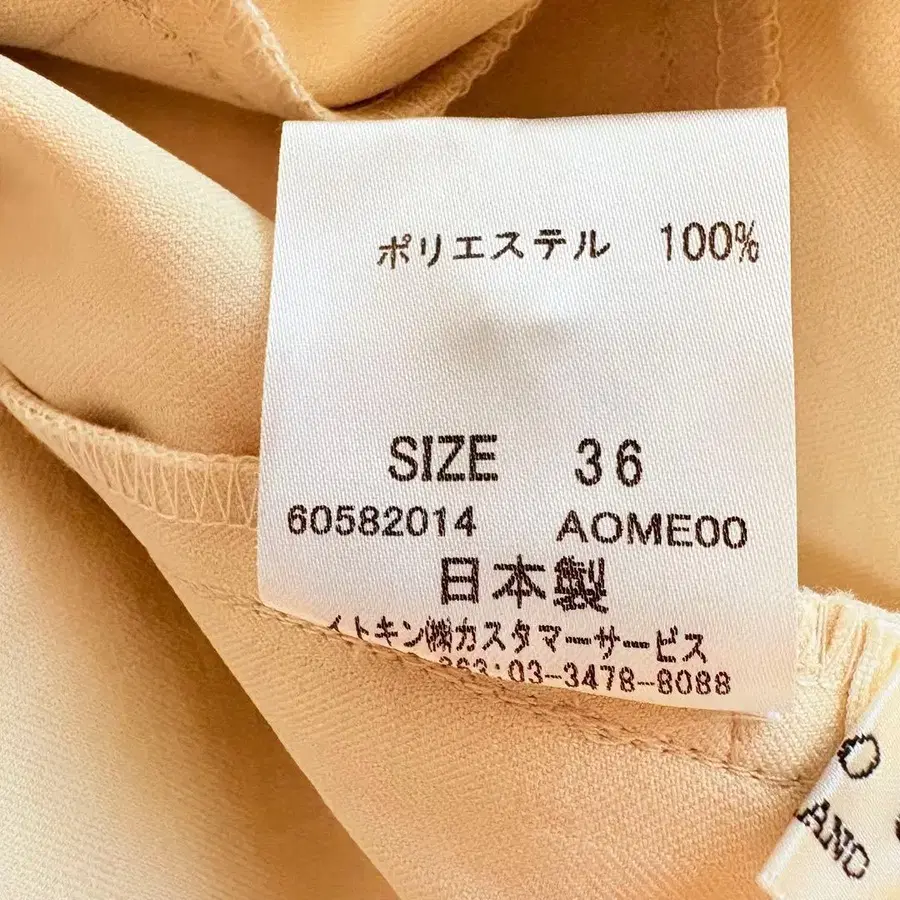 ポリエステル 100%
SIZE 36
60582014 AOME00
日本製
イトキン(株)カスタマーサービス
:03-3478-8088